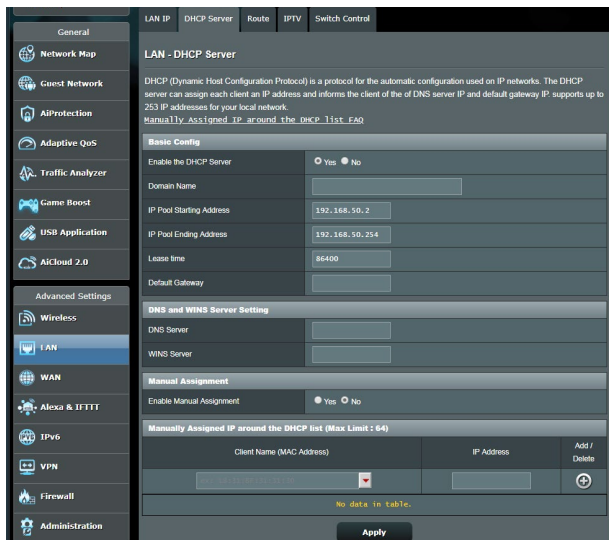 LAN IP DHCP Server Route IPTV Switch Control
General
Network Map
Guest Network
AiProtection
Adaptive QoS
Traffic Analyzer
Game Boost
USB Application
AiCloud 2.0
Advanced Settings
Wireless
LAN
WAN
Alexa & IFTTT
IPv6
VPN
Firewall
Administration
LAN - DHCP Server
DHCP (Dynamic Host Configuration Protocol) is a protocol for the automatic configuration used on IP networks. The DHCP
server can assign each client an IP address and informs the client of the of DNS server IP and default gateway IP. supports up to
253 IP addresses for your local network.
Manually Assigned IP around the DHCP list FAQ
Basic Config
Enable the DHCP Server Yes No
Domain Name
IP Pool Starting Address 192.168.50.2
IP Pool Ending Address 192.168.50.254
Lease time 86400
Default Gateway
DNS and WINS Server Setting
DNS Server
WINS Server
Manual Assignment
Enable Manual Assignment Yes No
Manually Assigned IP around the DHCP list (Max Limit : 64)
Client Name (MAC Address) IP Address Add / Delete
No data in table.
Apply